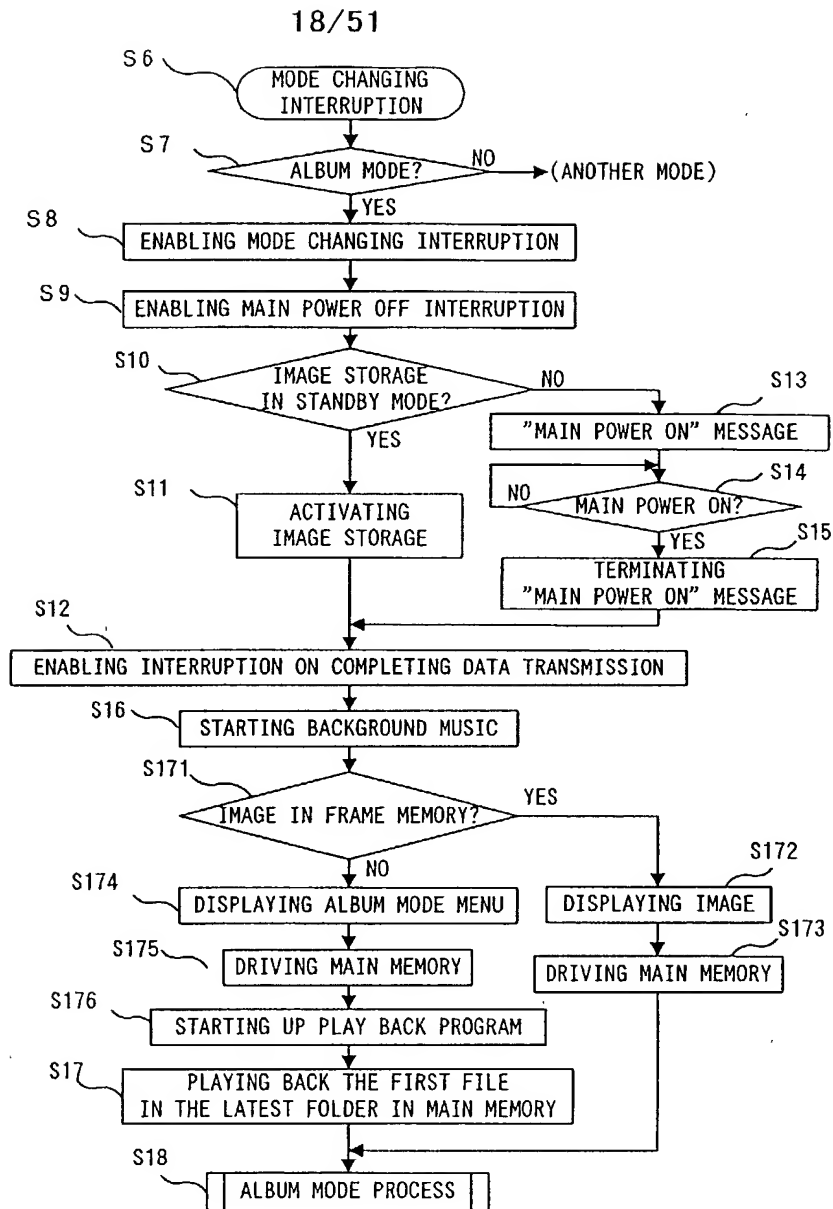 18/51
S6
MODE CHANGING
INTERRUPTION
S7
ALBUM MODE?
NO
(ANOTHER MODE)
YES
S8
ENABLING MODE CHANGING INTERRUPTION
S9
ENABLING MAIN POWER OFF INTERRUPTION
S10
IMAGE STORAGE
IN STANDBY MODE?
NO
YES
S13
"MAIN POWER ON" MESSAGE
S14
NO
MAIN POWER ON?
YES
S15
TERMINATING
"MAIN POWER ON" MESSAGE
S11
ACTIVATING
IMAGE STORAGE
S12
ENABLING INTERRUPTION ON COMPLETING DATA TRANSMISSION
S16
STARTING BACKGROUND MUSIC
S171
IMAGE IN FRAME MEMORY?
YES
NO
S172
DISPLAYING IMAGE
S173
DRIVING MAIN MEMORY
S174
DISPLAYING ALBUM MODE MENU
S175
DRIVING MAIN MEMORY
S176
STARTING UP PLAY BACK PROGRAM
S17
PLAYING BACK THE FIRST FILE
IN THE LATEST FOLDER IN MAIN MEMORY
S18
ALBUM MODE PROCESS